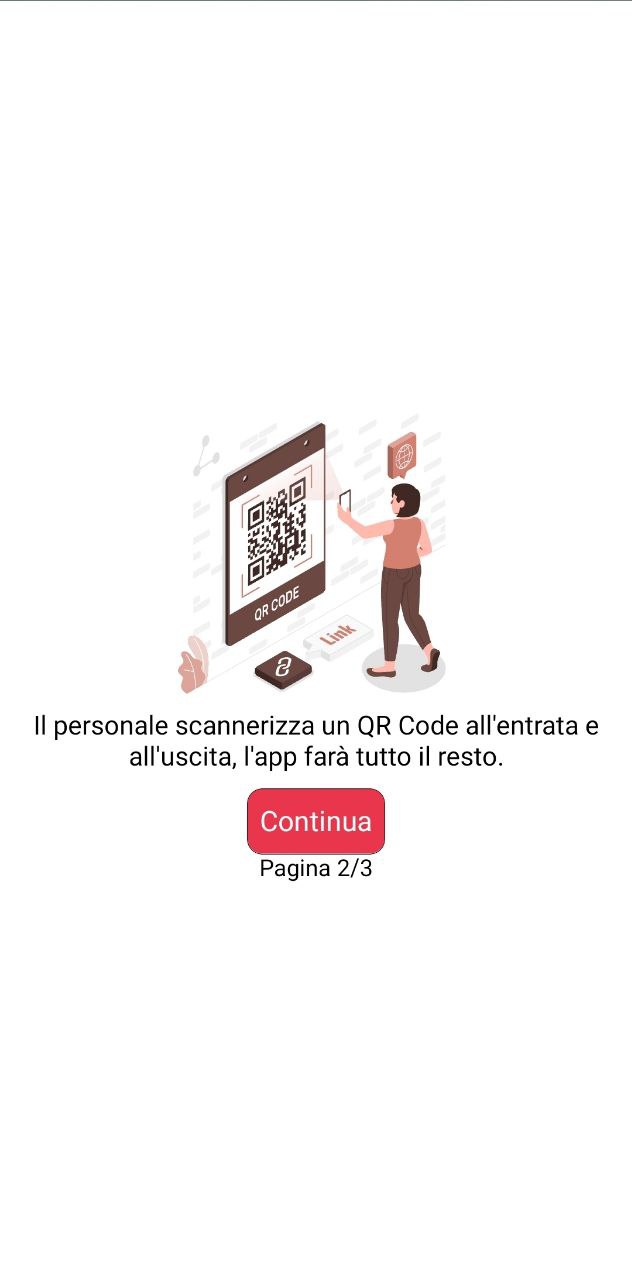 QR CODE
Link
Il personale scannerizza un QR Code all'entrata e
all'uscita, l'app farà tutto il resto.
Continua
Pagina 2/3